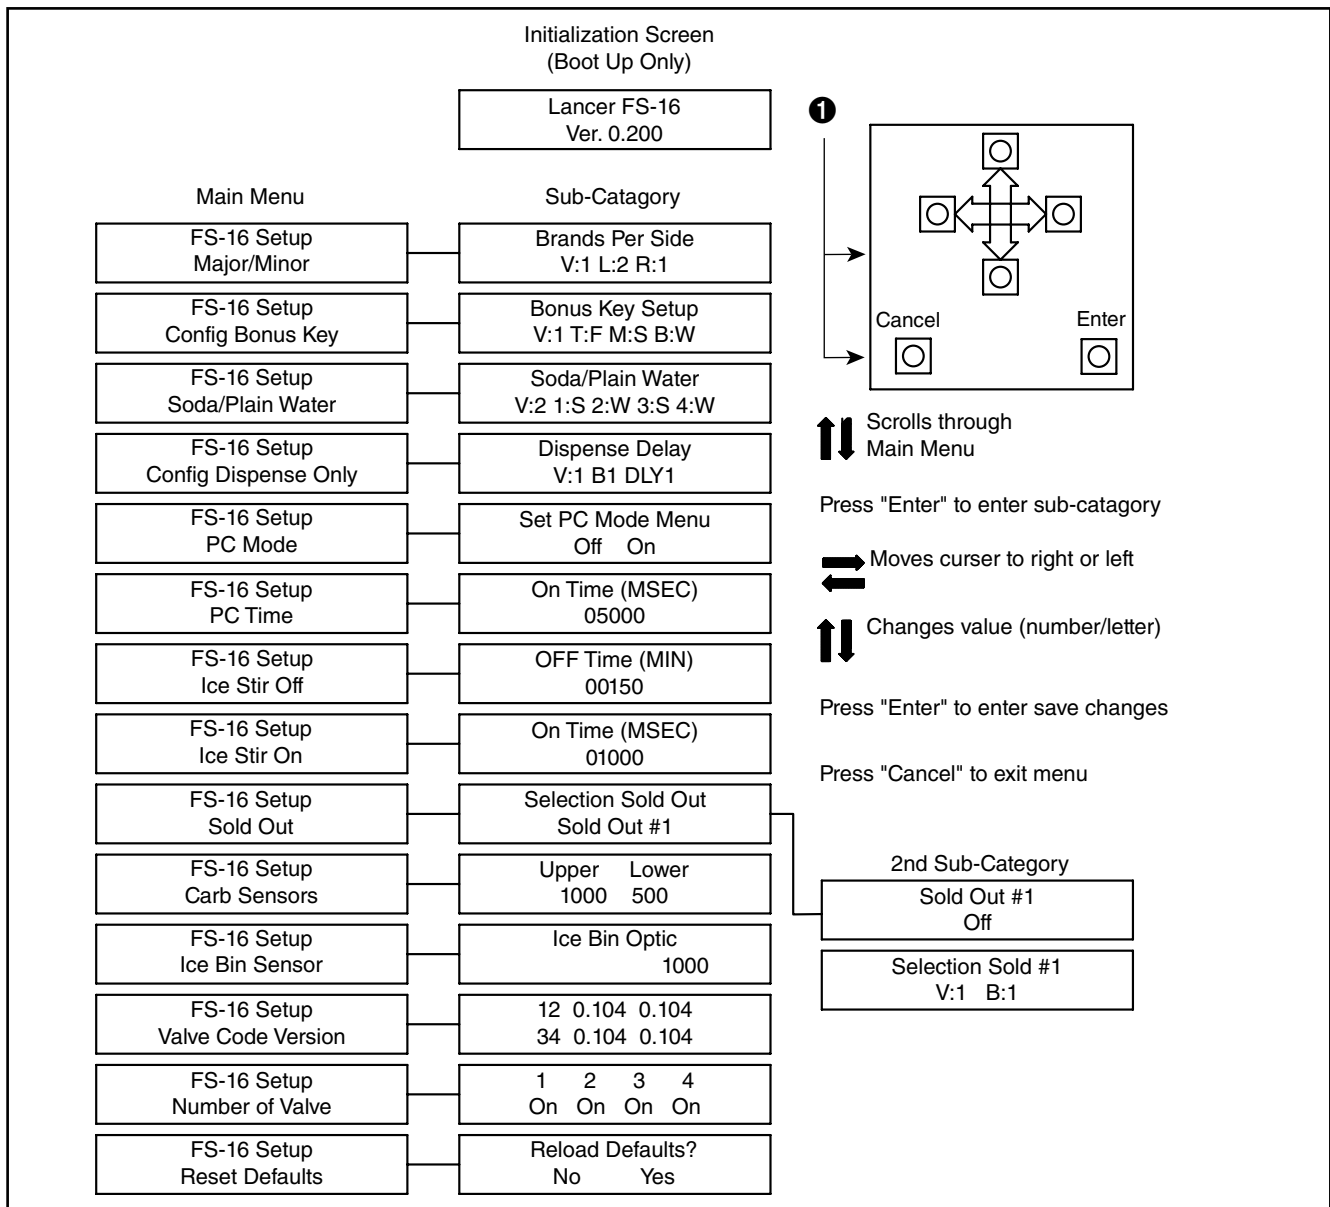 Initialization Screen
(Boot Up Only)
Lancer FS-16
Ver. 0.200
Main Menu
Sub-Catagory
FS-16 Setup
Major/Minor
Brands Per Side
V:1 L:2 R:1
FS-16 Setup
Config Bonus Key
Bonus Key Setup
V:1 T:F M:S B:W
FS-16 Setup
Soda/Plain Water
Soda/Plain Water
V:2 1:S 2:W 3:S 4:W
FS-16 Setup
Config Dispense Only
Dispense Delay
V:1 B1 DLY1
FS-16 Setup
PC Mode
Set PC Mode Menu
Off On
FS-16 Setup
PC Time
On Time (MSEC)
05000
FS-16 Setup
Ice Stir Off
OFF Time (MIN)
00150
FS-16 Setup
Ice Stir On
On Time (MSEC)
01000
FS-16 Setup
Sold Out
Selection Sold Out
Sold Out #1
FS-16 Setup
Carb Sensors
Upper Lower
1000 500
FS-16 Setup
Ice Bin Sensor
Ice Bin Optic
1000
FS-16 Setup
Valve Code Version
12 0.104 0.104
34 0.104 0.104
FS-16 Setup
Number of Valve
1 2 3 4
On On On On
FS-16 Setup
Reset Defaults
Reload Defaults?
No Yes
❶
Cancel
Enter
Scrolls through
Main Menu
Press "Enter" to enter sub-catagory
Moves curser to right or left
Changes value (number/letter)
Press "Enter" to enter save changes
Press "Cancel" to exit menu
2nd Sub-Category
Sold Out #1
Off
Selection Sold #1
V:1 B:1